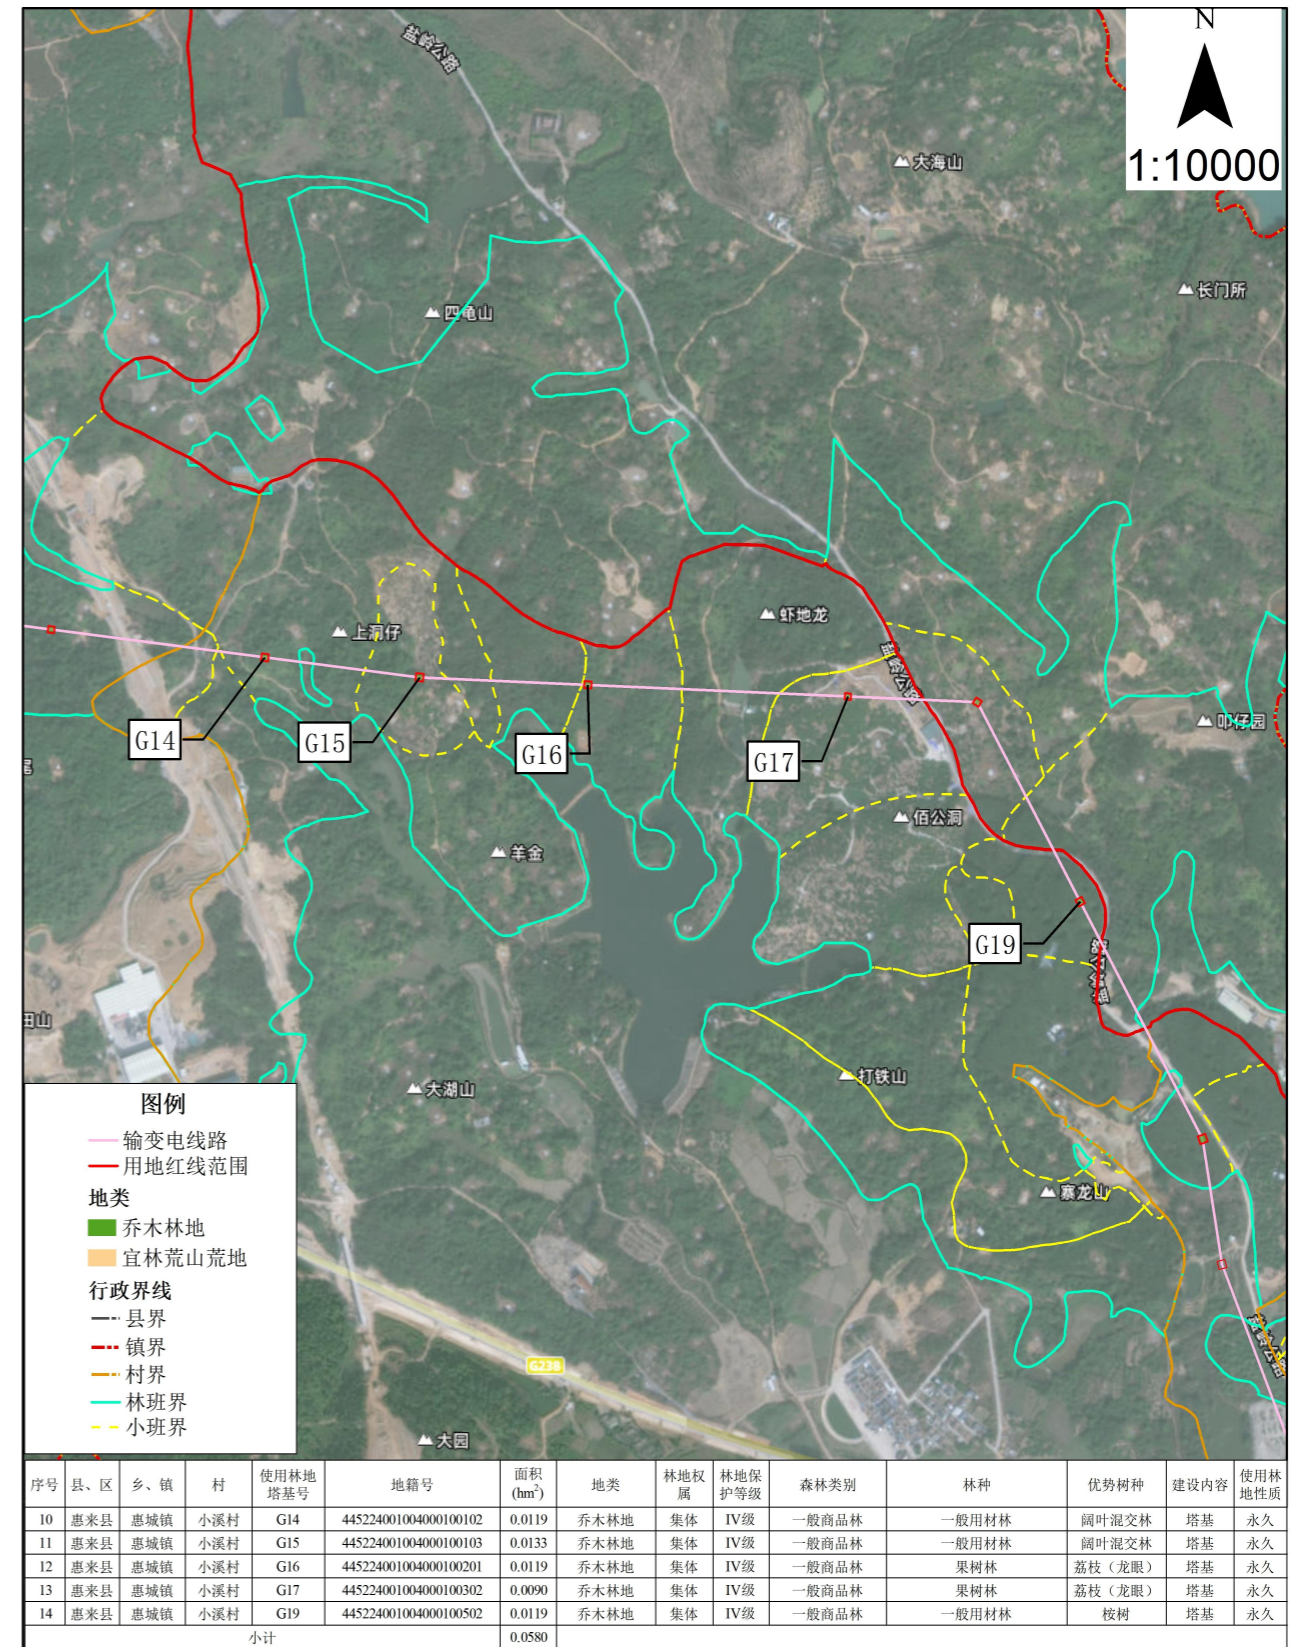 N
1:10000
盐岭公路
大海山
长门所
四龟山
上洞仔
虾地龙
盐岭公路
叩仔园
G14
G15
G16
G17
佰公洞
羊金
G19
田山
大湖山
打铁山
寨龙山
G238
大园
图例
输变电线路
用地红线范围
地类
乔木林地
宜林荒山荒地
行政界线
县界
镇界
村界
林班界
小班界
序号 县、区 乡、镇 村 使用林地塔基号 地籍号 面积(hm²) 地类 林地权属 林地保护等级 森林类别 林种 优势树种 建设内容 使用林地性质
10 惠来县 惠城镇 小溪村 G14 445224001004000100102 0.0119 乔木林地 集体 IV级 一般商品林 一般用材林 阔叶混交林 塔基 永久
11 惠来县 惠城镇 小溪村 G15 445224001004000100103 0.0133 乔木林地 集体 IV级 一般商品林 一般用材林 阔叶混交林 塔基 永久
12 惠来县 惠城镇 小溪村 G16 445224001004000100201 0.0119 乔木林地 集体 IV级 一般商品林 果树林 荔枝（龙眼） 塔基 永久
13 惠来县 惠城镇 小溪村 G17 445224001004000100302 0.0090 乔木林地 集体 IV级 一般商品林 果树林 荔枝（龙眼） 塔基 永久
14 惠来县 惠城镇 小溪村 G19 445224001004000100502 0.0119 乔木林地 集体 IV级 一般商品林 一般用材林 桉树 塔基 永久
小计 0.0580